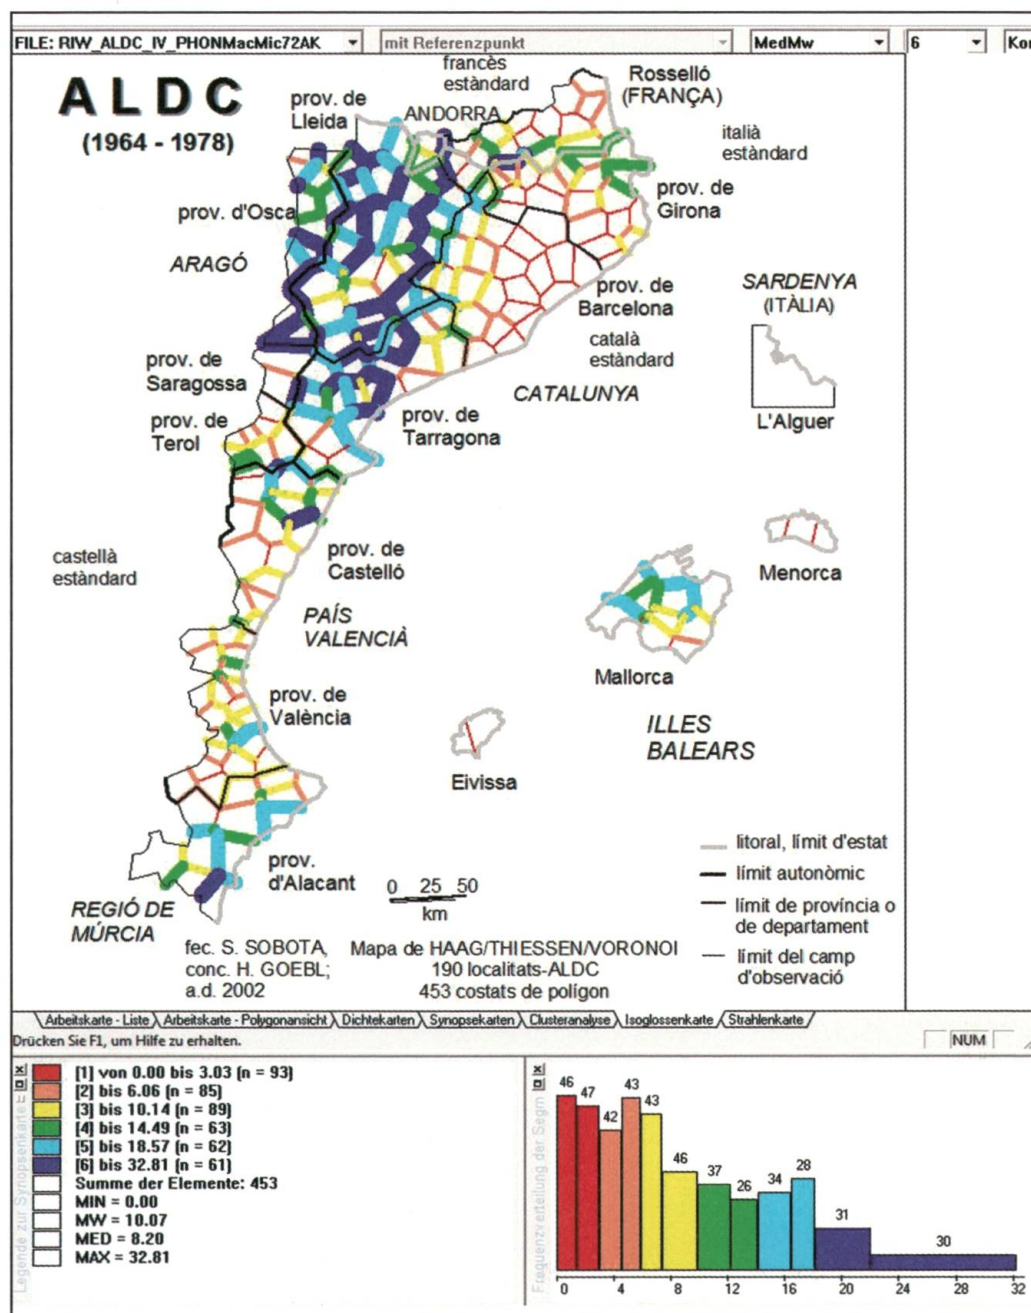 FILE: RIW_ALDC_IV_PHONMacMic72AK
mit Referenzpunkt
MedMw
6
Kor
ALDC
(1964 - 1978)
francès
estàndard
Rosselló
(FRANÇA)
prov. de
Lleida
ANDORRA
italià
estàndard
prov. d'Osca
prov. de
Girona
ARAGÓ
prov. de
Barcelona
SARDENYA
(ITÀLIA)
català
estàndard
prov. de
Saragossa
CATALUNYA
L'Alguer
prov. de
Terol
prov. de
Tarragona
castellà
estàndard
prov. de
Castelló
Menorca
PAÍS
VALENCIÀ
Mallorca
prov. de
València
ILLES
BALEARS
Eivissa
litoral, límit d'estat
límit autonòmic
límit de província o
de departament
límit del camp
d'observació
prov.
d'Alacant
0 25 50
km
REGIÓ DE
MÚRCIA
fec. S. SOBOTA,
conc. H. GOEBL;
a.d. 2002
Mapa de HAAG/THIESSEN/VORONOI
190 localitats-ALDC
453 costats de polígon
Arbeitskarte - Liste
Arbeitskarte - Polygonansicht
Dichtekarten
Synopsekarten
Clusteranalyse
Isoglossenkarte
Strahlenkarte
Drücken Sie F1, um Hilfe zu erhalten.
NUM
Legende zur Synopsenkarte
[1] von 0.00 bis 3.03 (n = 93)
[2] bis 6.06 (n = 85)
[3] bis 10.14 (n = 89)
[4] bis 14.49 (n = 63)
[5] bis 18.57 (n = 62)
[6] bis 32.81 (n = 61)
Summe der Elemente: 453
MIN = 0.00
MW = 10.07
MED = 8.20
MAX = 32.81
Frequenzverteilung der Segm
46 47 42 43 43 46 37 26 34 28 31 30
0 4 8 12 16 20 24 28 32